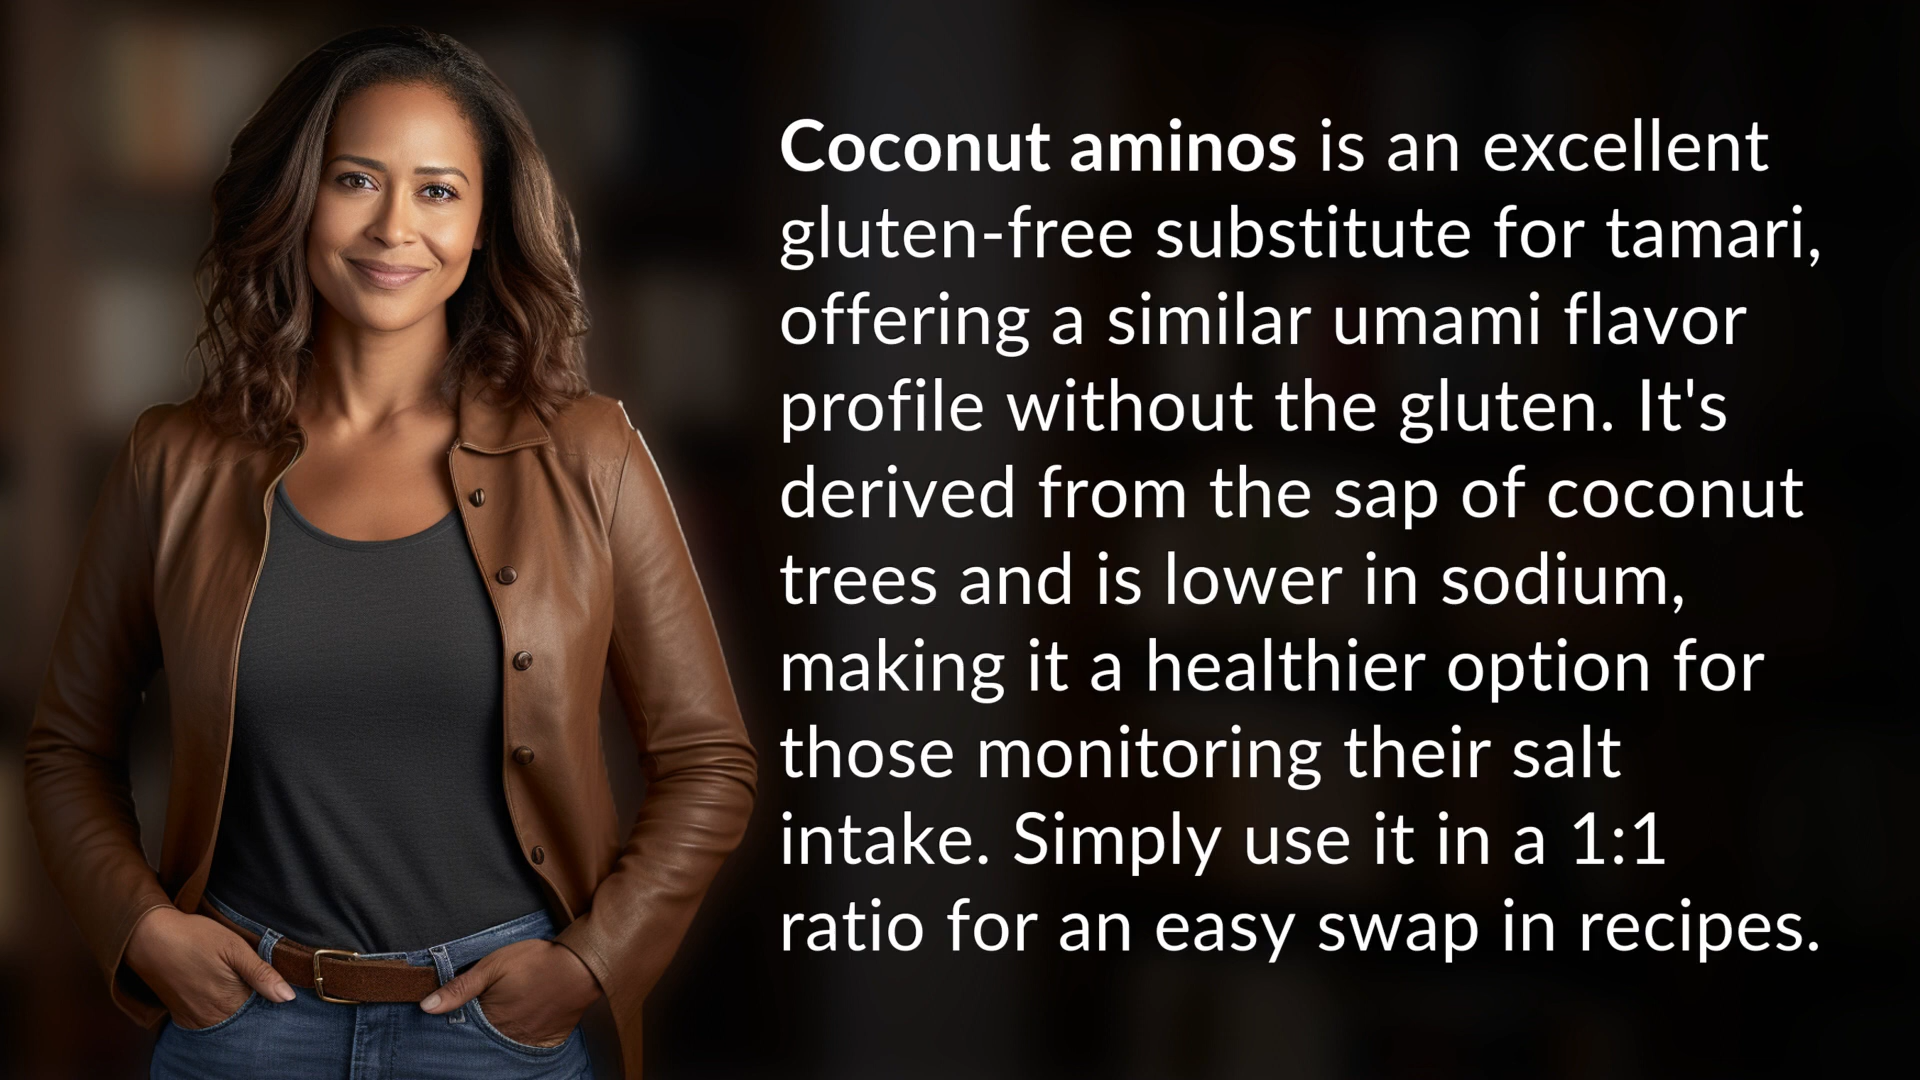 Coconut aminos is an excellent
gluten-free substitute for tamari,
offering a similar umami flavor
profile without the gluten. It's
derived from the sap of coconut
trees and is lower in sodium,
making it a healthier option for
those monitoring their salt
intake. Simply use it in a 1:1
ratio for an easy swap in recipes.